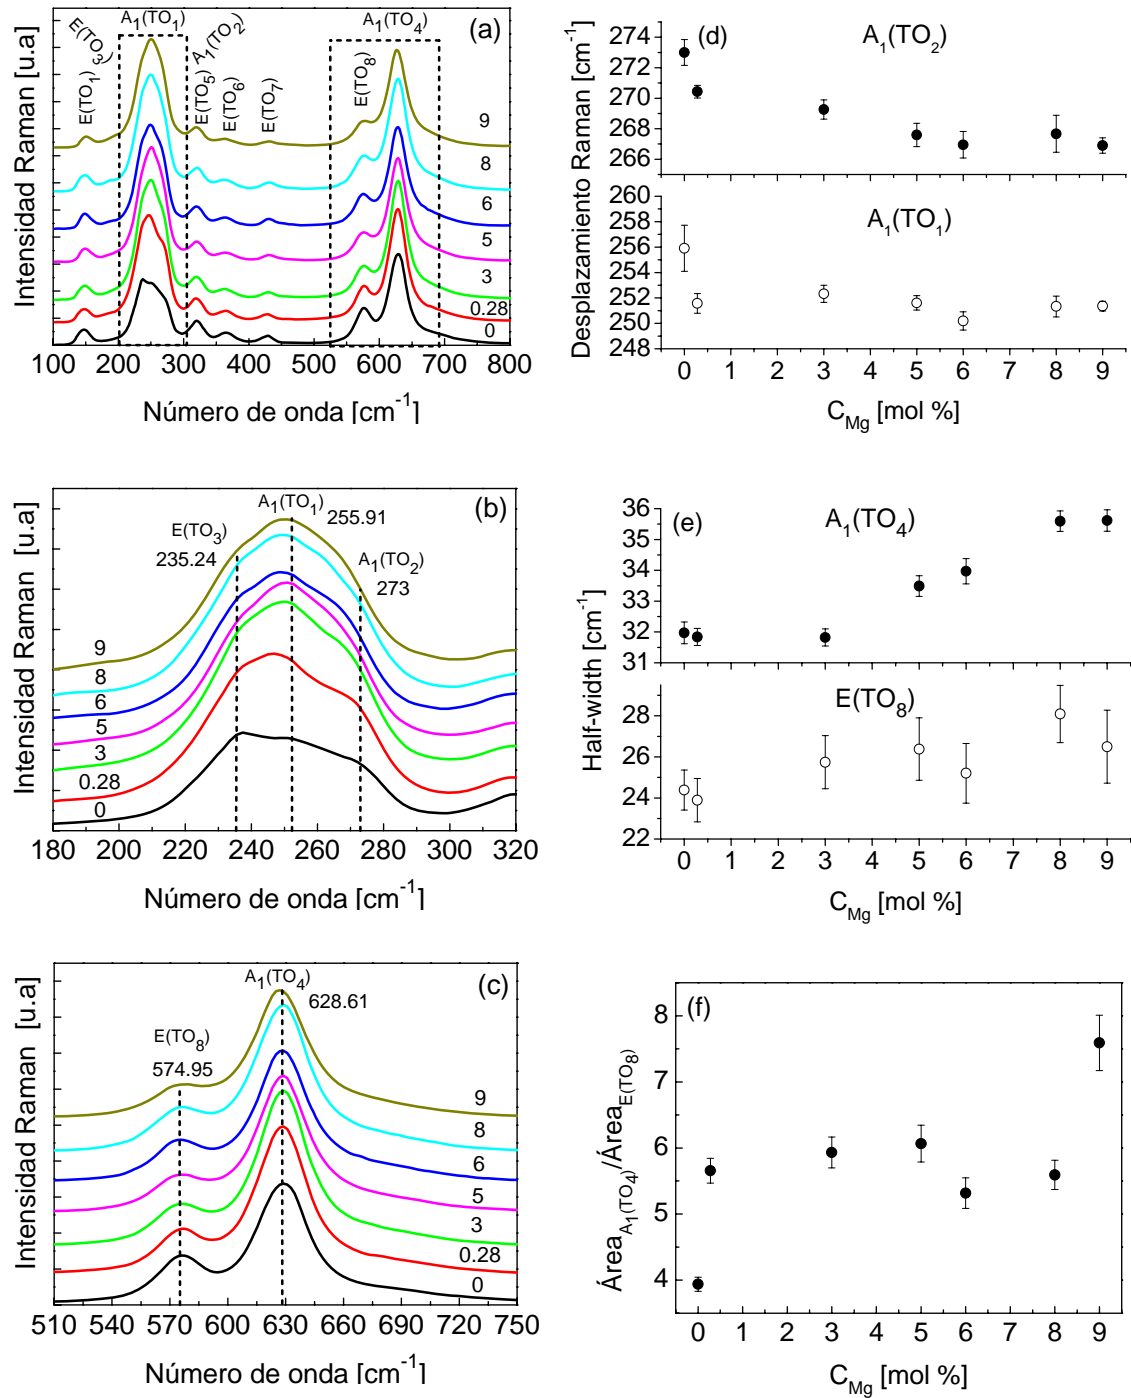 (a)
A₁(TO₁)
A₁(TO₄)
E(TO₃)
E(TO₁)
A₁(TO₂)
E(TO₅)
E(TO₆)
E(TO₇)
E(TO₈)
9
8
6
5
3
0.28
0
Intensidad Raman [u.a]
100 200 300 400 500 600 700 800
Número de onda [cm⁻¹]
(d)
A₁(TO₂)
274
272
270
268
266
A₁(TO₁)
260
258
256
254
252
250
248
Desplazamiento Raman [cm⁻¹]
0 1 2 3 4 5 6 7 8 9
C_Mg [mol %]
(b)
A₁(TO₁)
255.91
E(TO₃)
235.24
A₁(TO₂)
273
9
8
6
5
3
0.28
0
Intensidad Raman [u.a]
180 200 220 240 260 280 300 320
Número de onda [cm⁻¹]
(e)
A₁(TO₄)
36
35
34
33
32
31
E(TO₈)
28
26
24
22
Half-width [cm⁻¹]
0 1 2 3 4 5 6 7 8 9
C_Mg [mol %]
(c)
A₁(TO₄)
628.61
E(TO₈)
574.95
9
8
6
5
3
0.28
0
Intensidad Raman [u.a]
510 540 570 600 630 660 690 720 750
Número de onda [cm⁻¹]
(f)
8
7
6
5
4
Área_A₁(TO₄)/Área_E(TO₈)
0 1 2 3 4 5 6 7 8 9
C_Mg [mol %]